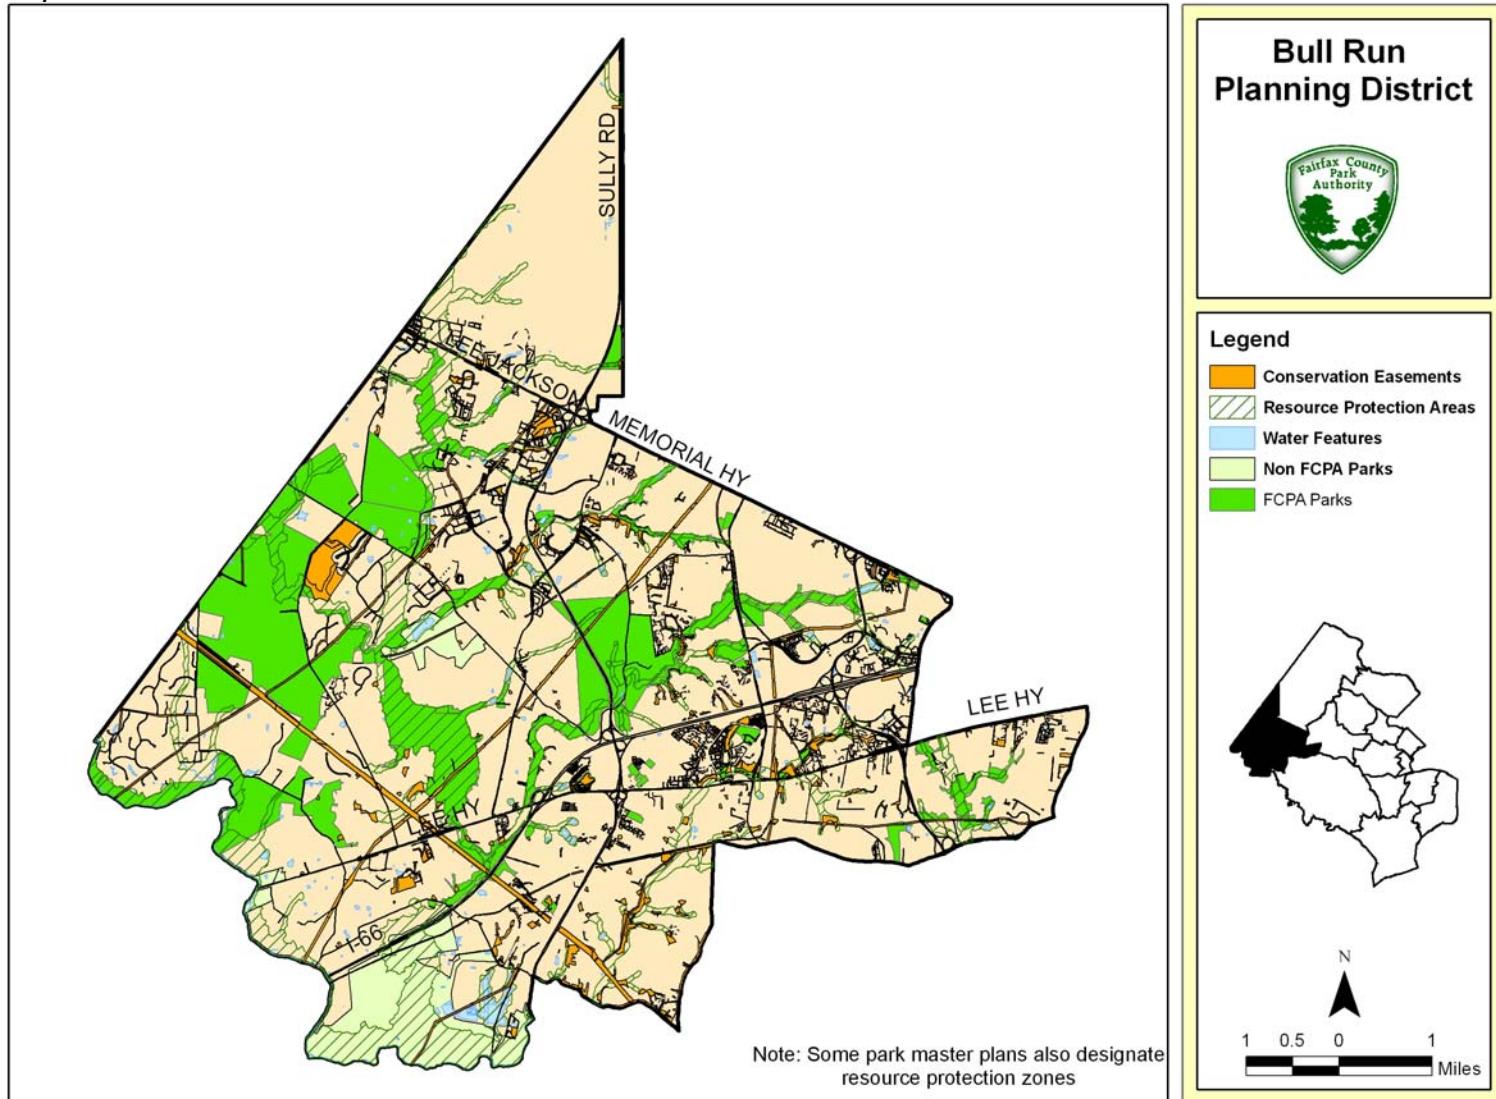 SULLY RD
LEE JACKSON
MEMORIAL HY
LEE HY
LEE HY
I-66
Note: Some park master plans also designate
resource protection zones
Bull Run
Planning District
Fairfax County
Park
Authority
Legend
Conservation Easements
Resource Protection Areas
Water Features
Non FCPA Parks
FCPA Parks
N
1 0.5 0 1
Miles